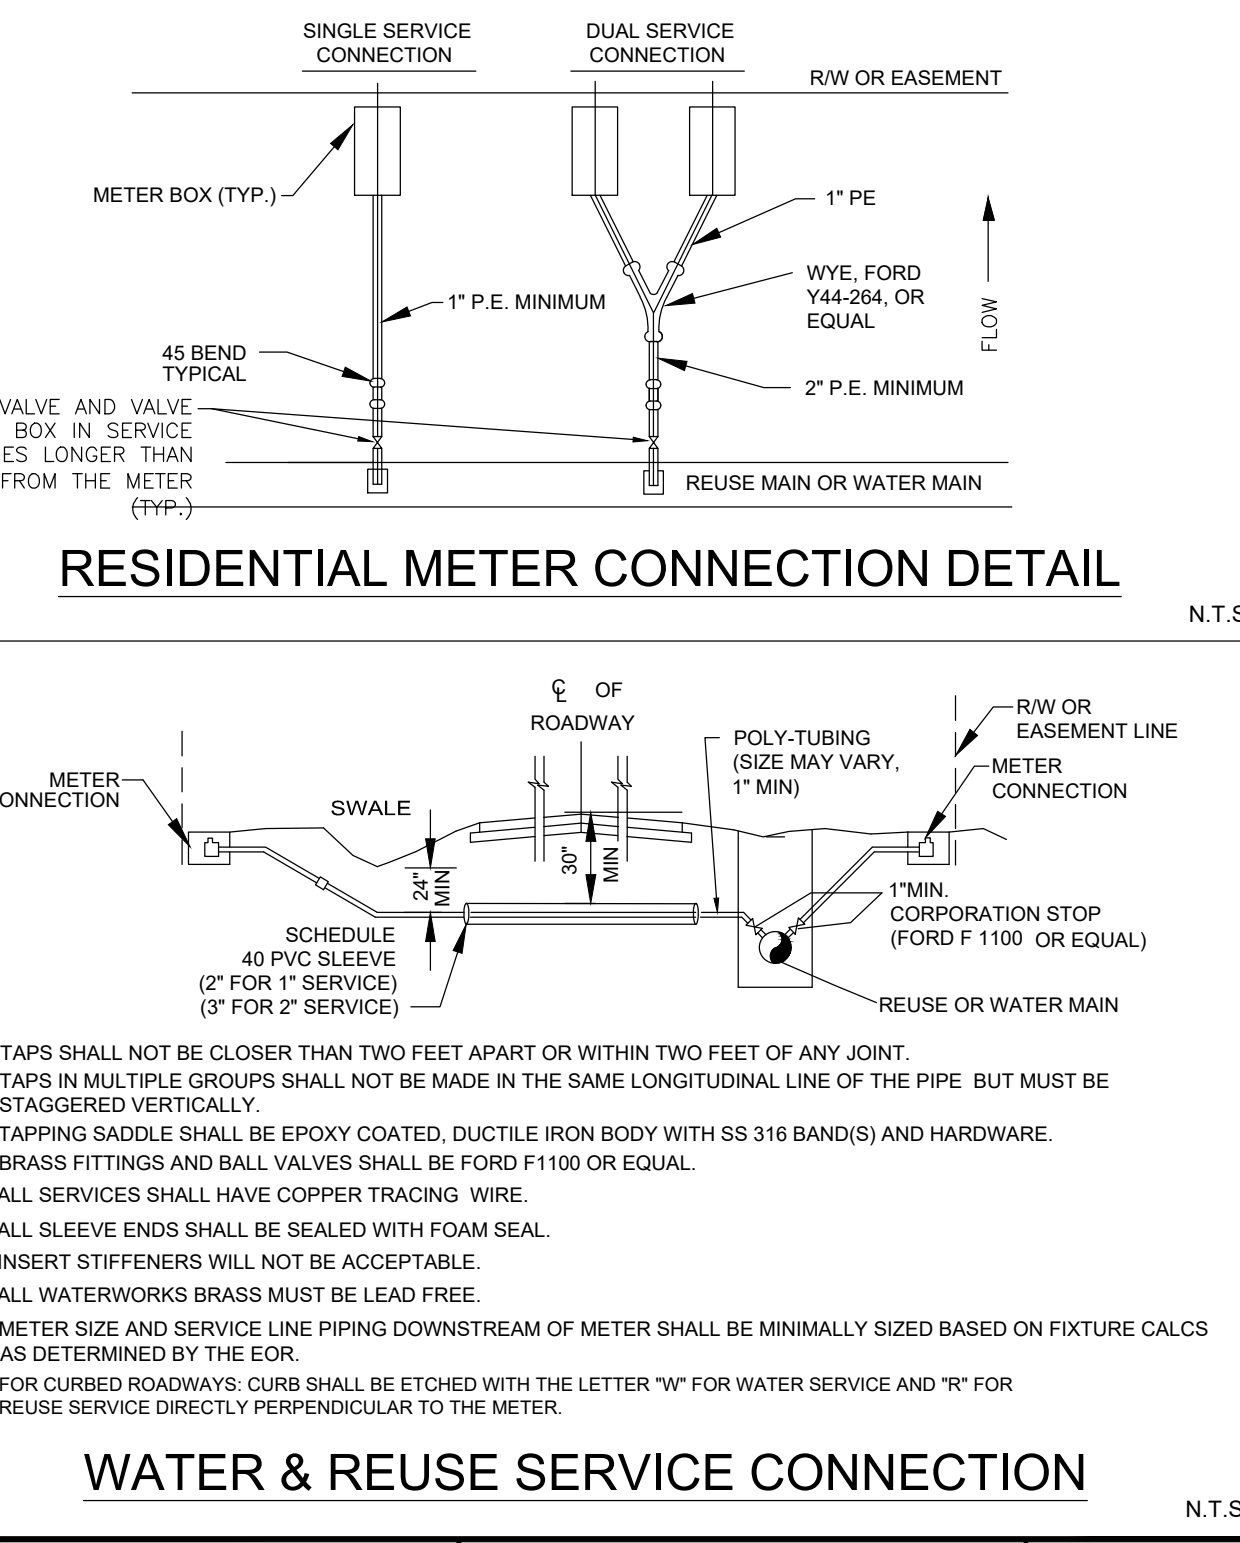 SINGLE SERVICE
CONNECTION
DUAL SERVICE
CONNECTION
R/W OR EASEMENT
METER BOX (TYP.)
1" PE
WYE, FORD
Y44-264, OR
EQUAL
FLOW
1" P.E. MINIMUM
45 BEND
TYPICAL
2" P.E. MINIMUM
VALVE AND VALVE
BOX IN SERVICE
LONGER THAN
FROM THE METER
(TYP.)
REUSE MAIN OR WATER MAIN
RESIDENTIAL METER CONNECTION DETAIL
N.T.S
℄ OF
ROADWAY
R/W OR
EASEMENT LINE
POLY-TUBING
(SIZE MAY VARY,
1" MIN)
METER
ONNECTION
METER
CONNECTION
SWALE
24"
MIN
30"
MIN
1"MIN.
CORPORATION STOP
(FORD F 1100 OR EQUAL)
SCHEDULE
40 PVC SLEEVE
(2" FOR 1" SERVICE)
(3" FOR 2" SERVICE)
REUSE OR WATER MAIN
TAPS SHALL NOT BE CLOSER THAN TWO FEET APART OR WITHIN TWO FEET OF ANY JOINT.
TAPS IN MULTIPLE GROUPS SHALL NOT BE MADE IN THE SAME LONGITUDINAL LINE OF THE PIPE BUT MUST BE
STAGGERED VERTICALLY.
TAPPING SADDLE SHALL BE EPOXY COATED, DUCTILE IRON BODY WITH SS 316 BAND(S) AND HARDWARE.
BRASS FITTINGS AND BALL VALVES SHALL BE FORD F1100 OR EQUAL.
ALL SERVICES SHALL HAVE COPPER TRACING WIRE.
ALL SLEEVE ENDS SHALL BE SEALED WITH FOAM SEAL.
INSERT STIFFENERS WILL NOT BE ACCEPTABLE.
ALL WATERWORKS BRASS MUST BE LEAD FREE.
METER SIZE AND SERVICE LINE PIPING DOWNSTREAM OF METER SHALL BE MINIMALLY SIZED BASED ON FIXTURE CALCS
AS DETERMINED BY THE EOR.
FOR CURBED ROADWAYS: CURB SHALL BE ETCHED WITH THE LETTER "W" FOR WATER SERVICE AND "R" FOR
REUSE SERVICE DIRECTLY PERPENDICULAR TO THE METER.
WATER & REUSE SERVICE CONNECTION
N.T.S